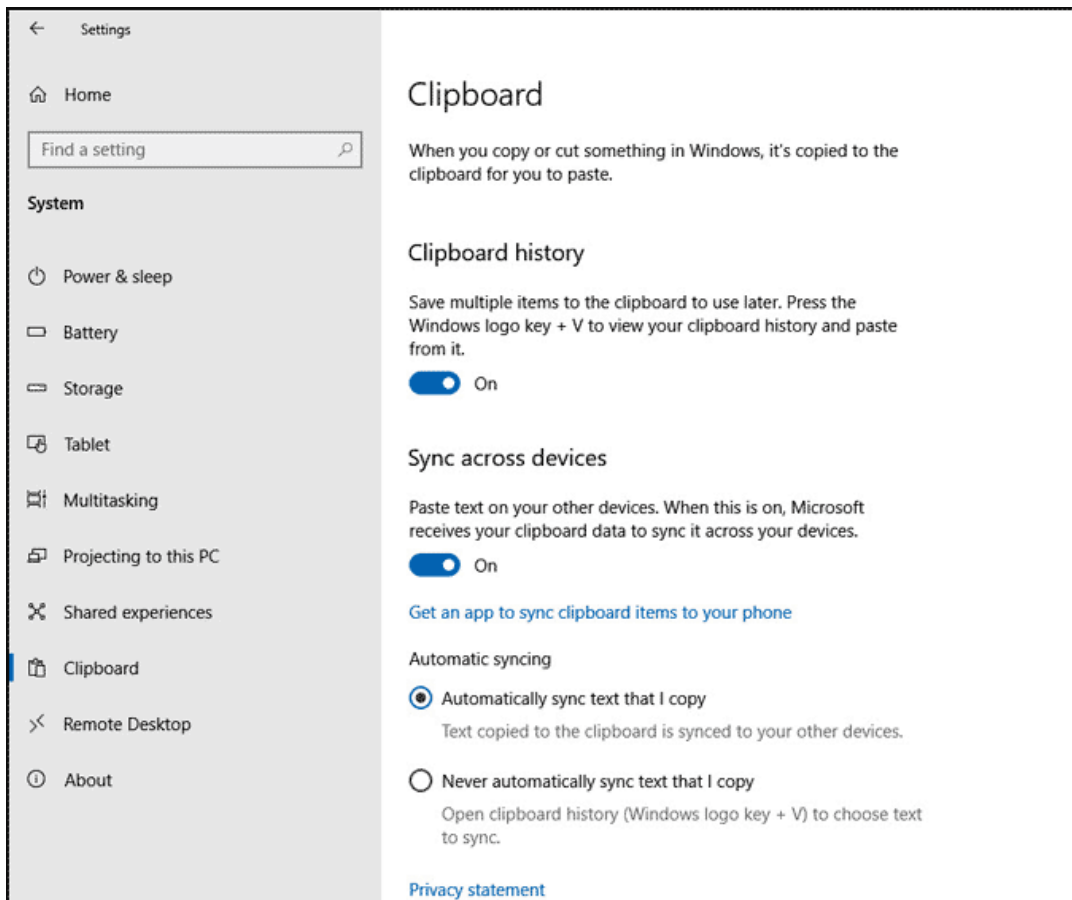 Settings
Home
Find a setting
System
Power & sleep
Battery
Storage
Tablet
Multitasking
Projecting to this PC
Shared experiences
Clipboard
Remote Desktop
About
Clipboard
When you copy or cut something in Windows, it's copied to the
clipboard for you to paste.
Clipboard history
Save multiple items to the clipboard to use later. Press the
Windows logo key + V to view your clipboard history and paste
from it.
On
Sync across devices
Paste text on your other devices. When this is on, Microsoft
receives your clipboard data to sync it across your devices.
On
Get an app to sync clipboard items to your phone
Automatic syncing
Automatically sync text that I copy
Text copied to the clipboard is synced to your other devices.
Never automatically sync text that I copy
Open clipboard history (Windows logo key + V) to choose text
to sync.
Privacy statement